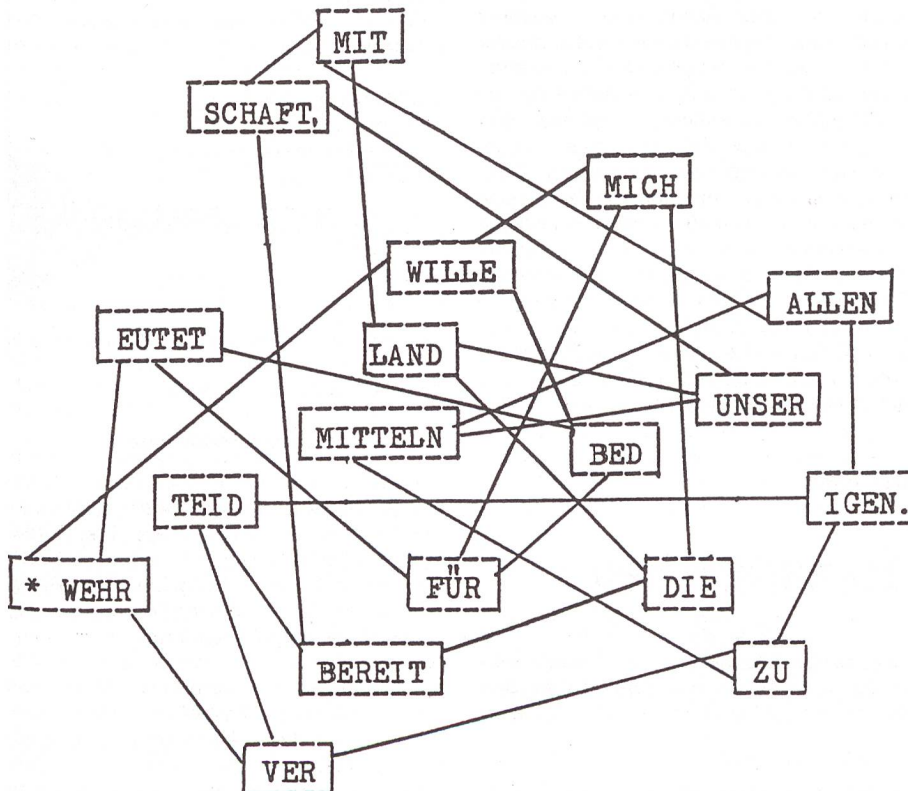 MIT
SCHAFT,
MICH
WILLE
ALLEN
EUTET
LAND
UNSER
MITTELN
BED
TEID
IGEN.
* WEHR
FÜR
DIE
BEREIT
ZU
VER